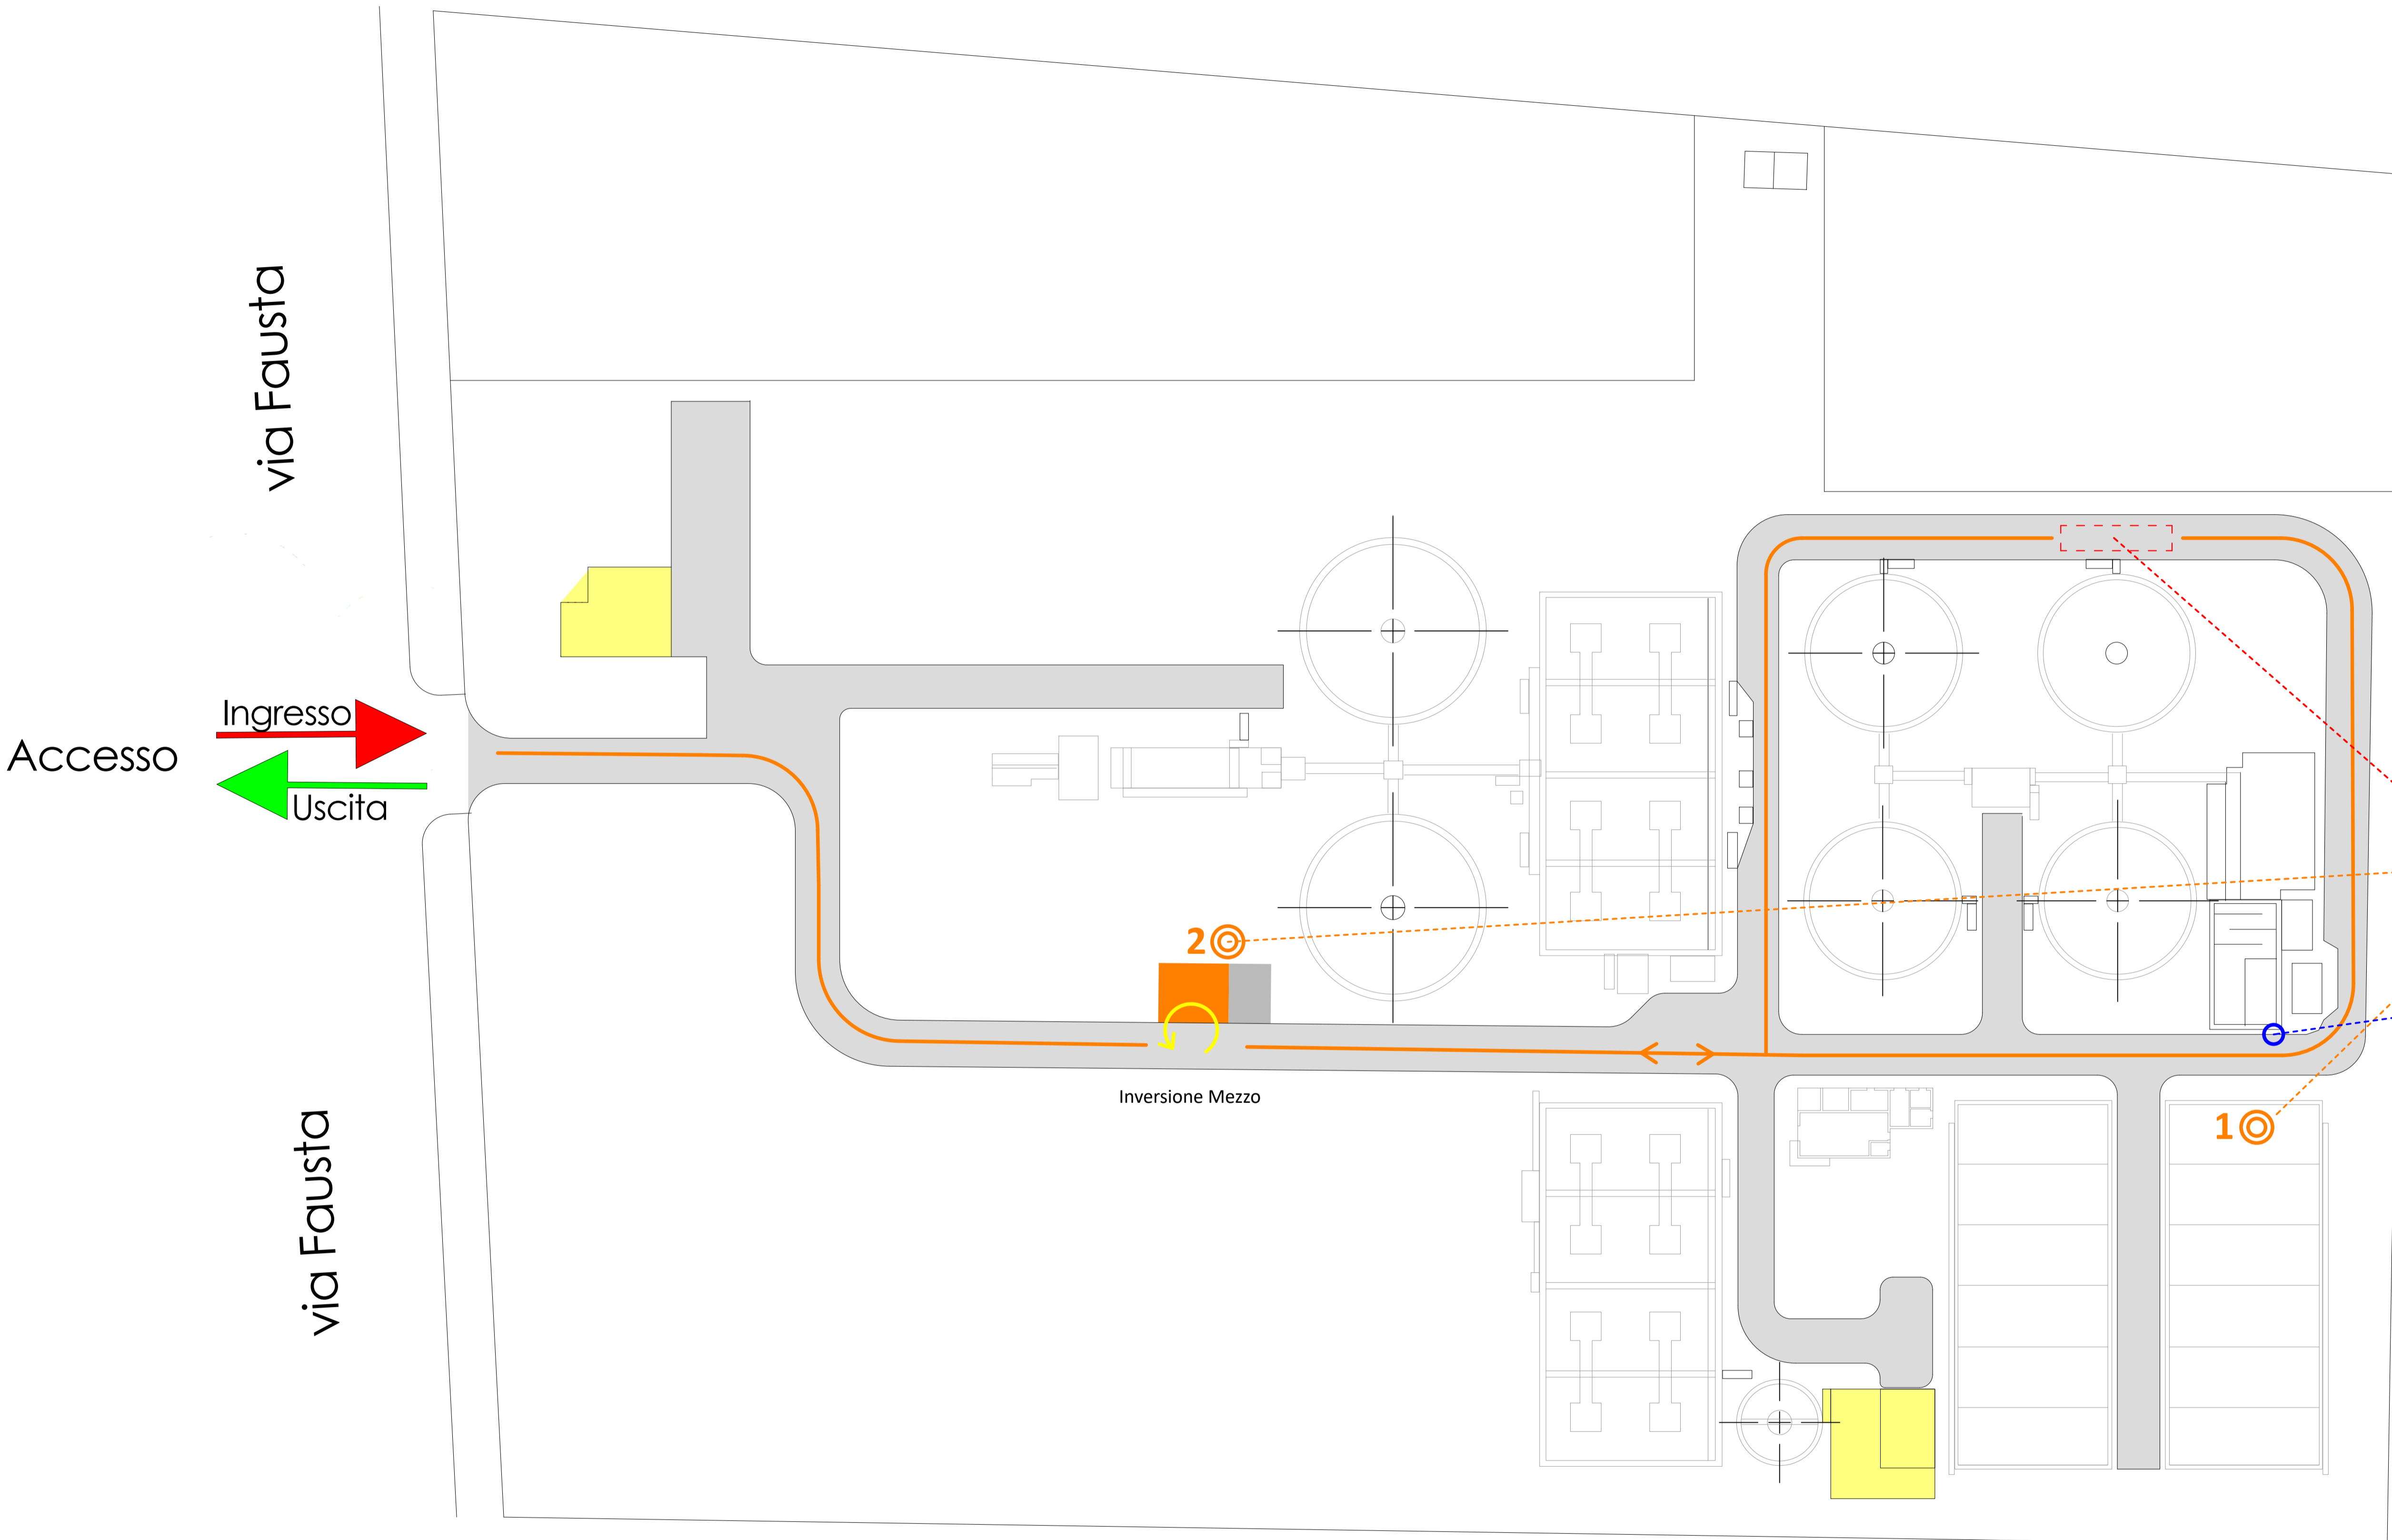 via Fausta
Ingresso
Accesso
Uscita
2
Inversione Mezzo
1
via Fausta